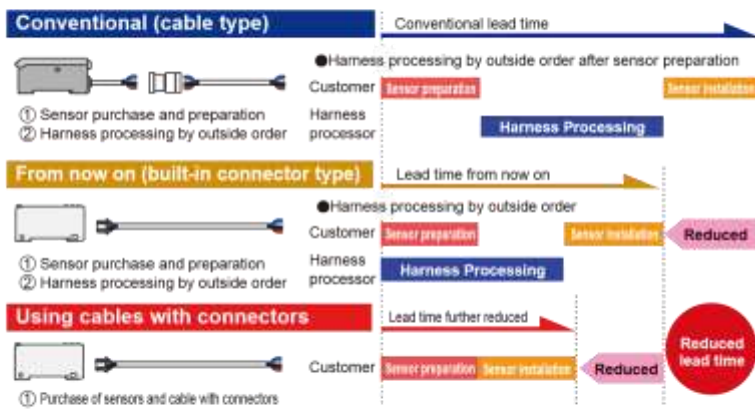 Conventional (cable type)
Conventional lead time
●Harness processing by outside order after sensor preparation
Customer
Sensor preparation
Sensor installation
① Sensor purchase and preparation
② Harness processing by outside order
Harness processor
Harness Processing
From now on (built-in connector type)
Lead time from now on
●Harness processing by outside order
Customer
Sensor preparation
Sensor installation
Reduced
① Sensor purchase and preparation
② Harness processing by outside order
Harness processor
Harness Processing
Using cables with connectors
Lead time further reduced
Customer
Sensor preparation
Sensor installation
Reduced
Reduced
lead time
① Purchase of sensors and cable with connectors